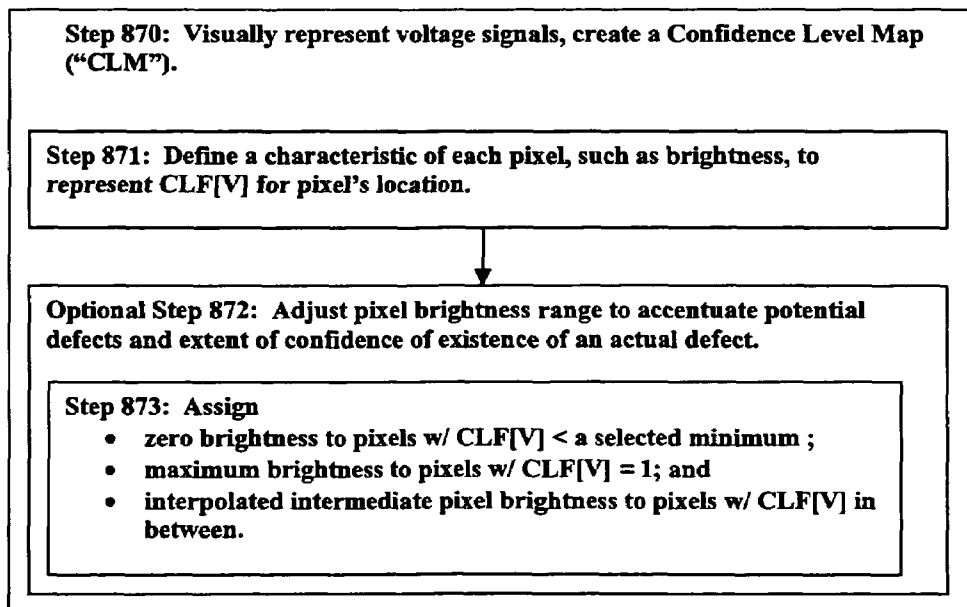 Step 870: Visually represent voltage signals, create a Confidence Level Map
(“CLM”).
Step 871: Define a characteristic of each pixel, such as brightness, to
represent CLF[V] for pixel's location.
Optional Step 872: Adjust pixel brightness range to accentuate potential
defects and extent of confidence of existence of an actual defect.
Step 873: Assign
• zero brightness to pixels w/ CLF[V] < a selected minimum ;
• maximum brightness to pixels w/ CLF[V] = 1; and
• interpolated intermediate pixel brightness to pixels w/ CLF[V] in
between.